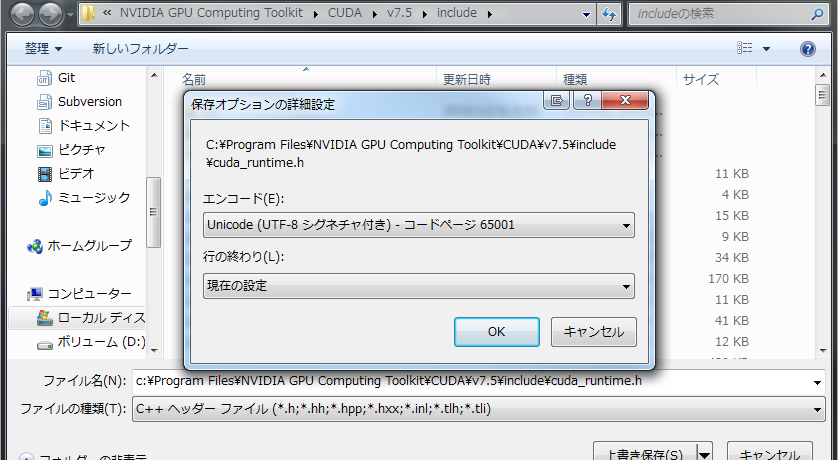 « NVIDIA GPU Computing Toolkit ▸ CUDA ▸ v7.5 ▸ include ▸
includeの検索
整理 ▼ 新しいフォルダー
Git
Subversion
ドキュメント
ピクチャ
ビデオ
ミュージック
ホームグループ
コンピューター
ローカル ディス
ボリューム (D:)
名前 更新日時 種類 サイズ
保存オプションの詳細設定
C:¥Program Files¥NVIDIA GPU Computing Toolkit¥CUDA¥v7.5¥include
¥cuda_runtime.h
エンコード(E):
Unicode (UTF-8 シグネチャ付き) - コードページ 65001
行の終わり(L):
現在の設定
OK キャンセル
11 KB
4 KB
15 KB
9 KB
34 KB
170 KB
11 KB
41 KB
12 KB
ファイル名(N): c:¥Program Files¥NVIDIA GPU Computing Toolkit¥CUDA¥v7.5¥include¥cuda_runtime.h
ファイルの種類(T): C++ ヘッダー ファイル (*.h;*.hh;*.hpp;*.hxx;*.inl;*.tlh;*.tli)
フォルダーの非表示 上書き保存(S) キャンセル